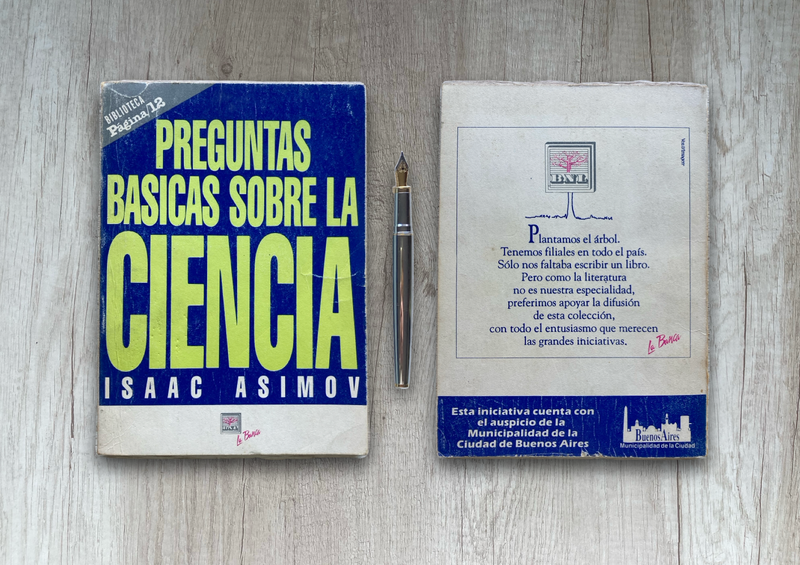 BIBLIOTECA
Página/12
PREGUNTAS
BASICAS SOBRE LA
CIENCIA
ISAAC ASIMOV
BNL
La Banca
BNL
Plantamos el árbol.
Tenemos filiales en todo el país.
Sólo nos faltaba escribir un libro.
Pero como la literatura
no es nuestra especialidad,
preferimos apoyar la difusión
de esta colección,
con todo el entusiasmo que merecen
las grandes iniciativas.
La Banca
Esta iniciativa cuenta con
el auspicio de la
Municipalidad de la
Ciudad de Buenos Aires
Buenos Aires
Municipalidad de la Ciudad